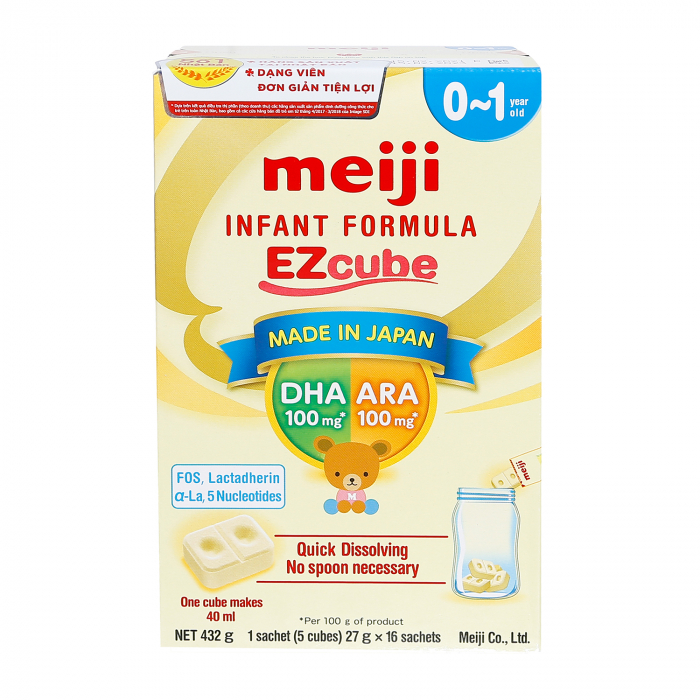 * DẠNG VIÊN
ĐƠN GIẢN TIỆN LỢI
0~1 year old
meiji
INFANT FORMULA
EZcube
MADE IN JAPAN
DHA ARA
100 mg* 100 mg*
M
FOS, Lactadherin
α-La, 5 Nucleotides
meiji
Quick Dissolving
No spoon necessary
One cube makes
40 ml
*Per 100 g of product
NET 432 g 1 sachet (5 cubes) 27 g × 16 sachets Meiji Co., Ltd.